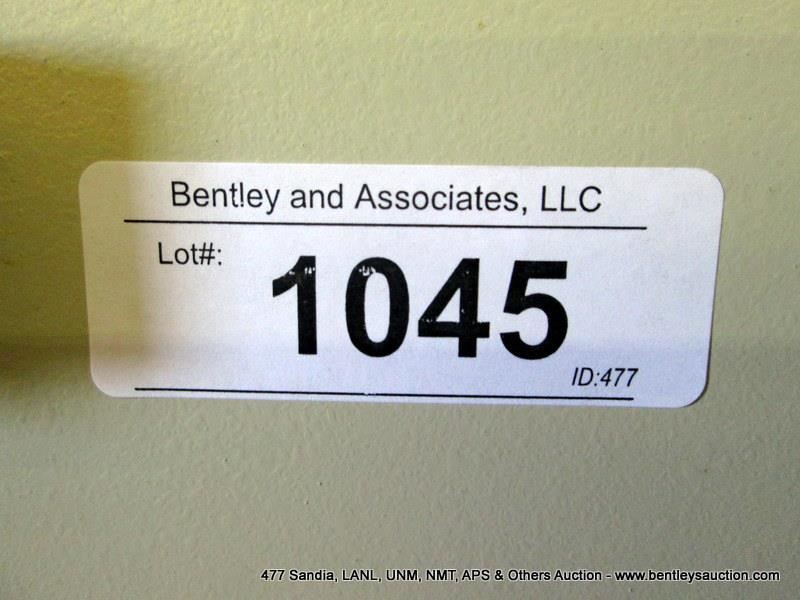 Bentley and Associates, LLC
Lot#:
1045
ID:477
477 Sandia, LANL, UNM, NMT, APS & Others Auction - www.bentleysauction.com